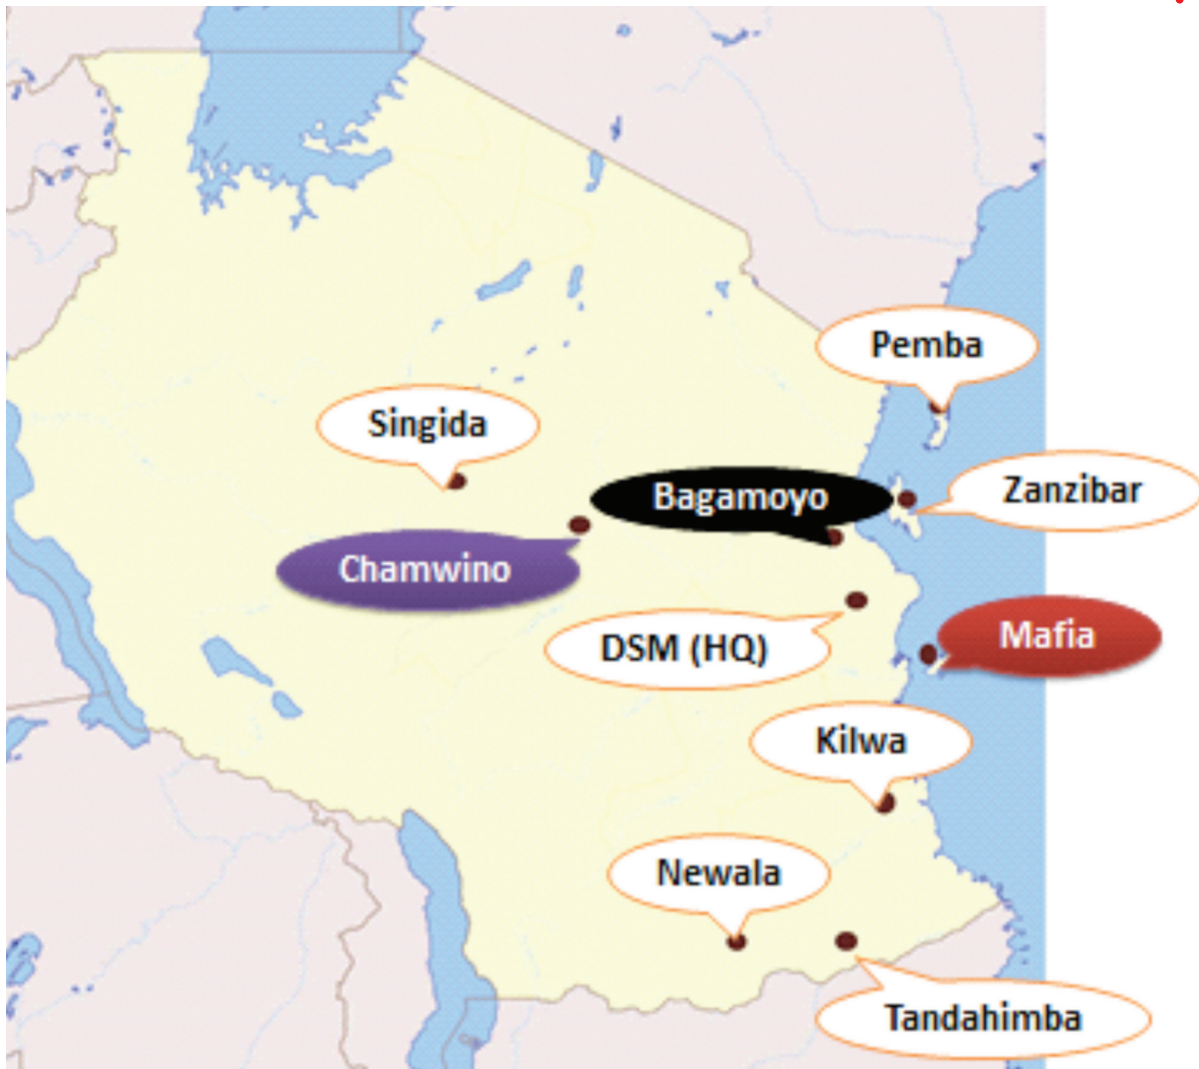 Pemba
Singida
Bagamoyo
Zanzibar
Chamwino
DSM (HQ)
Mafia
Kilwa
Newala
Tandahimba